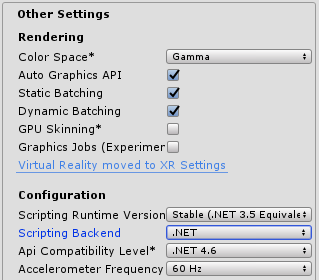 Other Settings
Rendering
Color Space* Gamma
Auto Graphics API
Static Batching
Dynamic Batching
GPU Skinning*
Graphics Jobs (Experimer
Virtual Reality moved to XR Settings
Configuration
Scripting Runtime Version Stable (.NET 3.5 Equivale
Scripting Backend .NET
Api Compatibility Level* .NET 4.6
Accelerometer Frequency 60 Hz